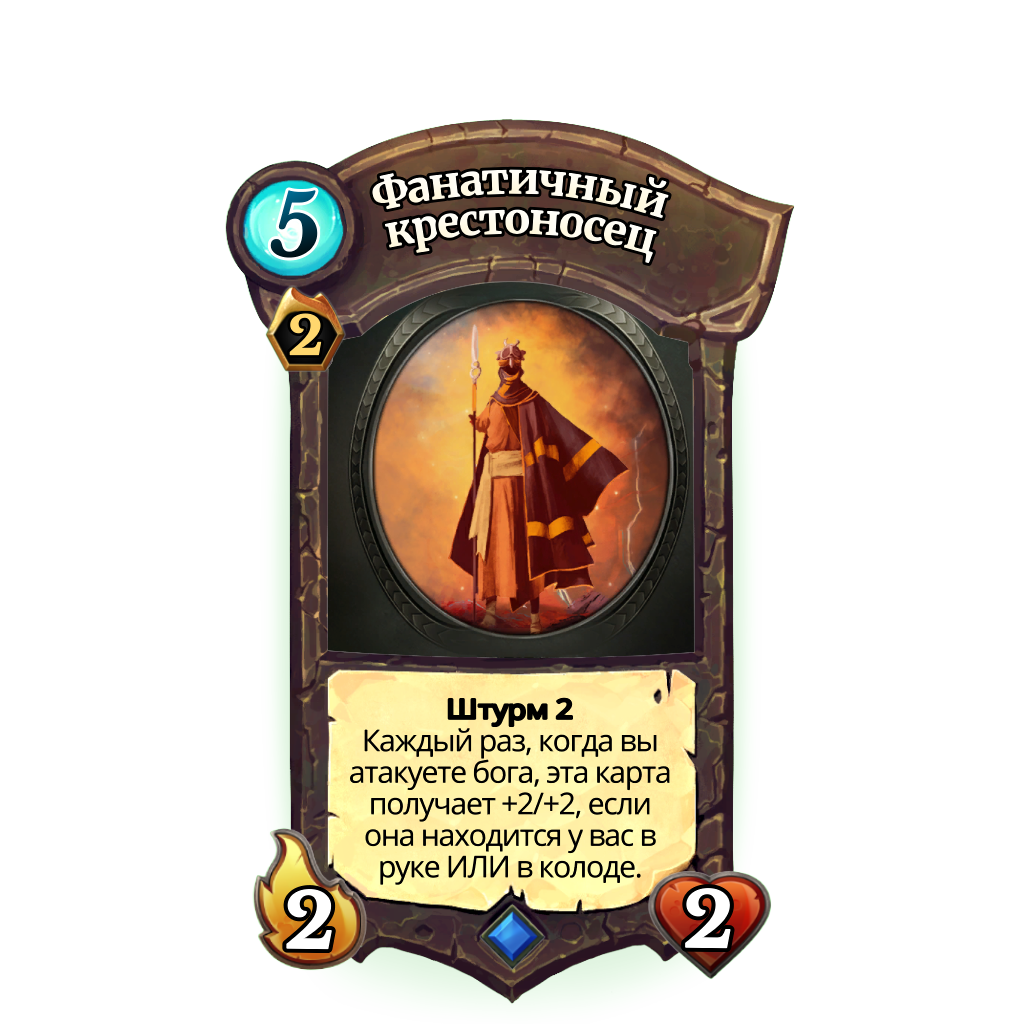 Фанатичный
крестоносец
5
2
Штурм 2
Каждый раз, когда вы
атакуете бога, эта карта
получает +2/+2, если
она находится у вас в
руке ИЛИ в колоде.
2
2